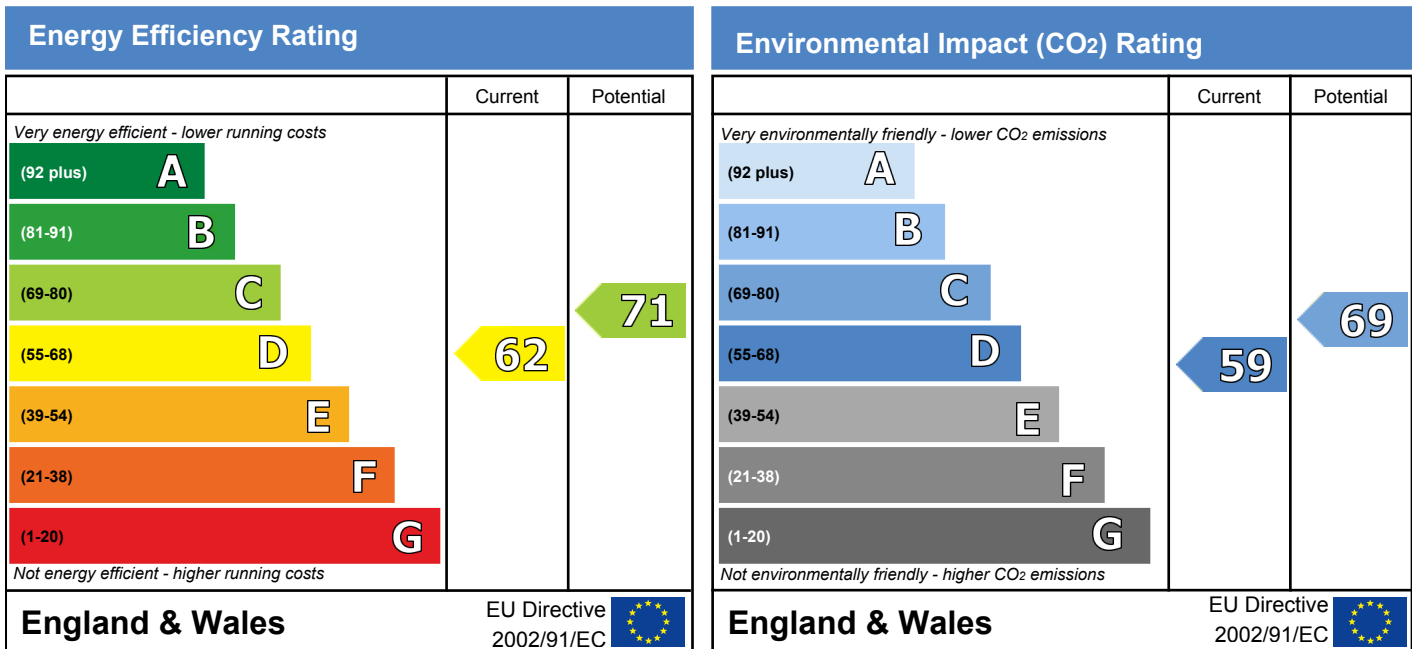 Energy Efficiency Rating
Current Potential
Very energy efficient - lower running costs
(92 plus) A
(81-91) B
(69-80) C
71
(55-68) D
62
(39-54) E
(21-38) F
(1-20) G
Not energy efficient - higher running costs
England & Wales
EU Directive
2002/91/EC
Environmental Impact (CO2) Rating
Current Potential
Very environmentally friendly - lower CO2 emissions
(92 plus) A
(81-91) B
(69-80) C
69
(55-68) D
59
(39-54) E
(21-38) F
(1-20) G
Not environmentally friendly - higher CO2 emissions
England & Wales
EU Directive
2002/91/EC